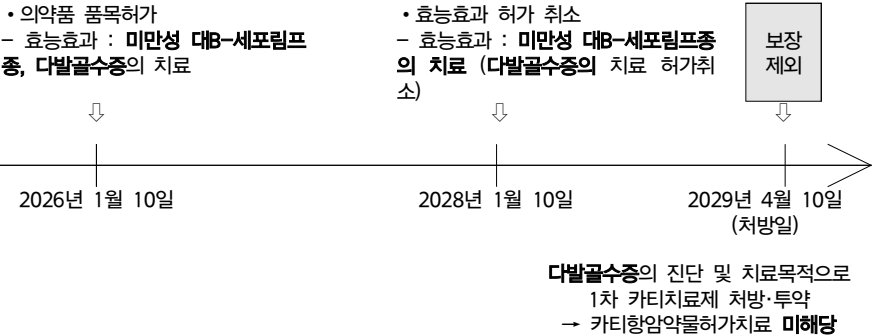 • 의약품 품목허가
- 효능효과 : 미만성 대B-세포림프
종, 다발골수증의 치료
• 효능효과 허가 취소
- 효능효과 : 미만성 대B-세포림프종
의 치료 (다발골수증의 치료 허가취
소)
보장
제외
2026년 1월 10일
2028년 1월 10일
2029년 4월 10일
(처방일)
다발골수증의 진단 및 치료목적으로
1차 카티치료제 처방·투약
→ 카티항암약물허가치료 미해당